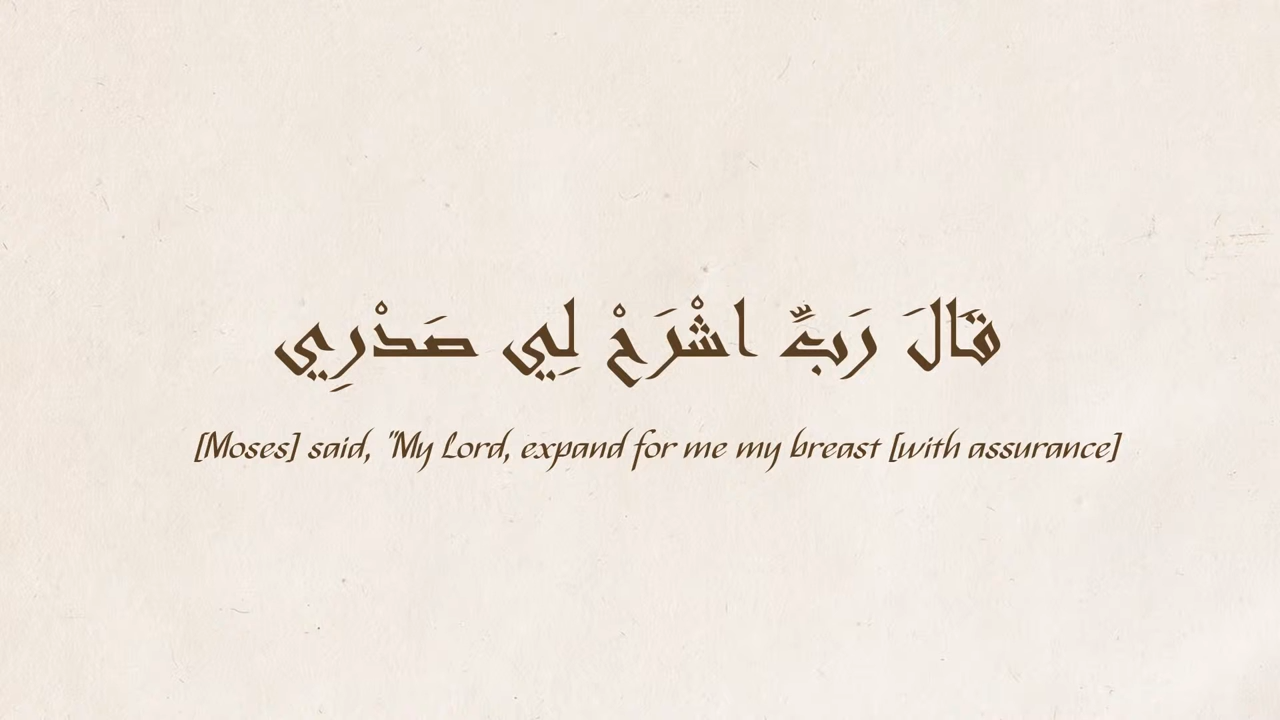 قَالَ رَبِّ اشْرَحْ لِي صَدْرِي
[Moses] said, "My Lord, expand for me my breast [with assurance]